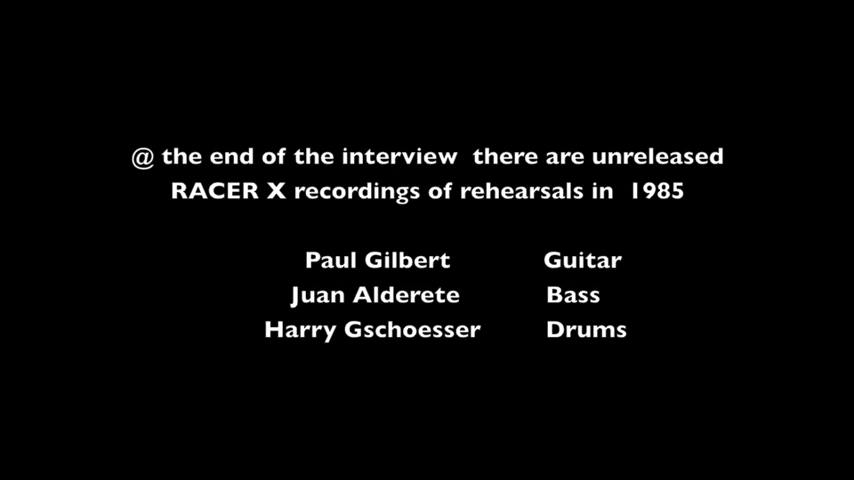 @ the end of the interview there are unreleased
RACER X recordings of rehearsals in 1985
Paul Gilbert Guitar
Juan Alderete Bass
Harry Gschoesser Drums